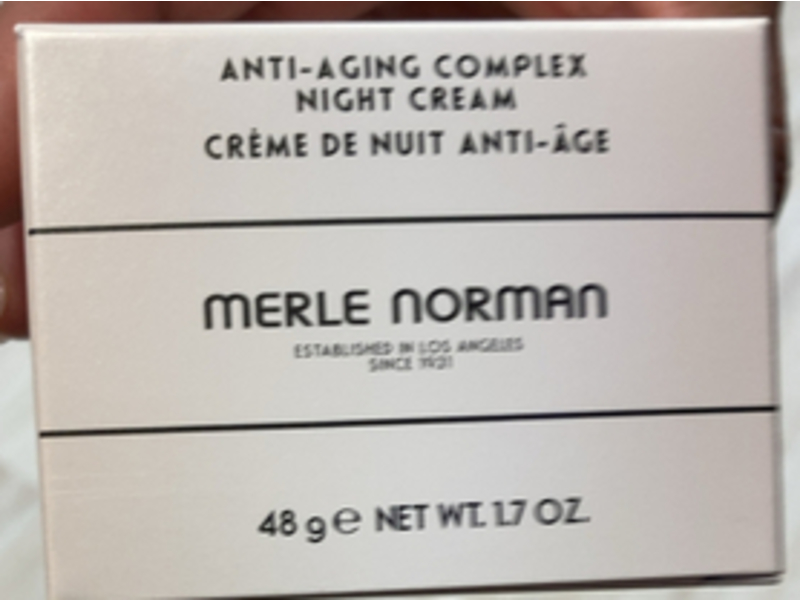 ANTI-AGING COMPLEX
NIGHT CREAM
CRÈME DE NUIT ANTI-ÂGE
MERLE NORMAN
ESTABLISHED IN LOS ANGELES
SINCE 1931
48 g ℮ NET WT. 1.7 OZ.